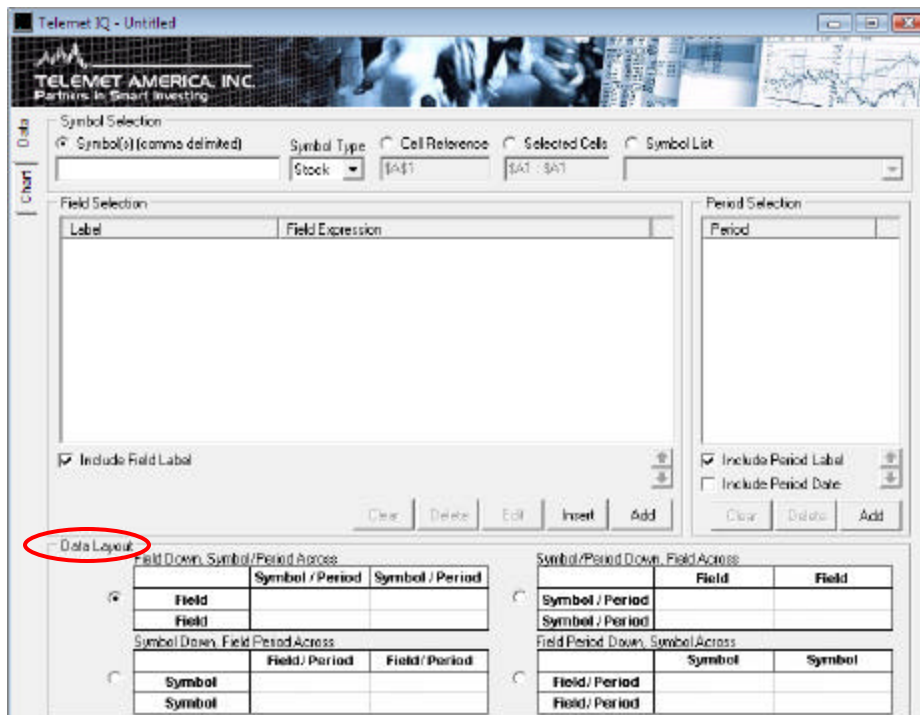 Telemet IQ - Untitled
TELEMET AMERICA, INC.
Partners in Smart Investing
Data
Chart
Symbol Selection
Symbol(s) (comma delimited)
Symbol Type
Cell Reference
Selected Cells
Symbol List
Stock
$A$1
$A1 : $A1
Field Selection
Period Selection
Label
Field Expression
Period
Include Field Label
Include Period Label
Include Period Date
Clear
Delete
Edit
Insert
Add
Clear
Delete
Add
Data Layout
Field Down, Symbol/Period Across
Symbol / Period
Symbol / Period
Field
Field
Symbol/Period Down, Field Across
Field
Field
Symbol / Period
Symbol / Period
Symbol Down, Field Period Across
Field / Period
Field / Period
Symbol
Symbol
Field Period Down, Symbol Across
Symbol
Symbol
Field / Period
Field / Period